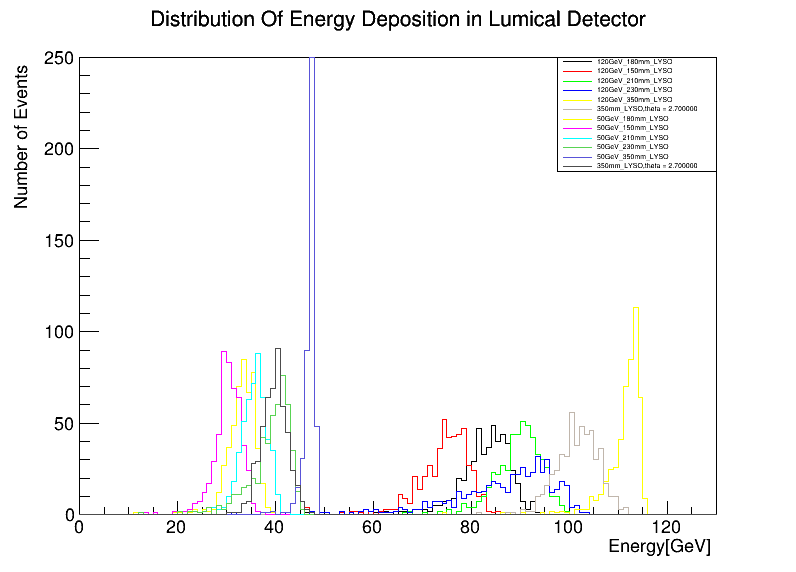 Distribution Of Energy Deposition in Lumical Detector
Number of Events
250
200
150
100
50
0
120GeV_180mm_LYSO
120GeV_150mm_LYSO
120GeV_210mm_LYSO
120GeV_230mm_LYSO
120GeV_350mm_LYSO
350mm_LYSO,theta = 2.700000
50GeV_180mm_LYSO
50GeV_150mm_LYSO
50GeV_210mm_LYSO
50GeV_230mm_LYSO
50GeV_350mm_LYSO
350mm_LYSO,theta = 2.700000
0 20 40 60 80 100 120
Energy[GeV]